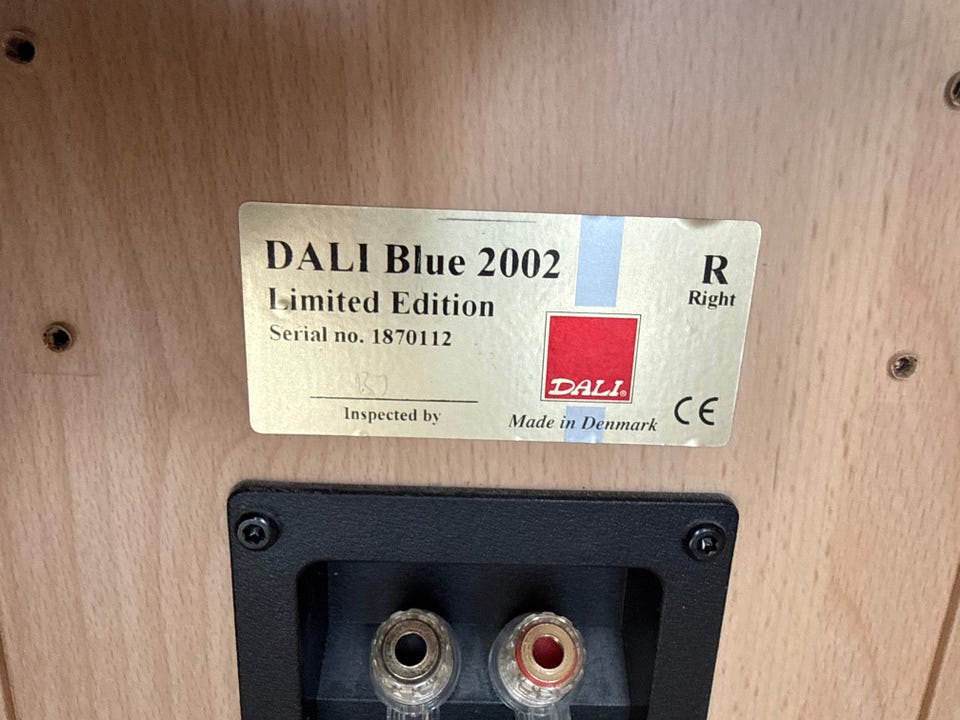 DALI Blue 2002
Limited Edition
Serial no. 1870112
Inspected by
R
Right
DALI®
Made in Denmark
CE